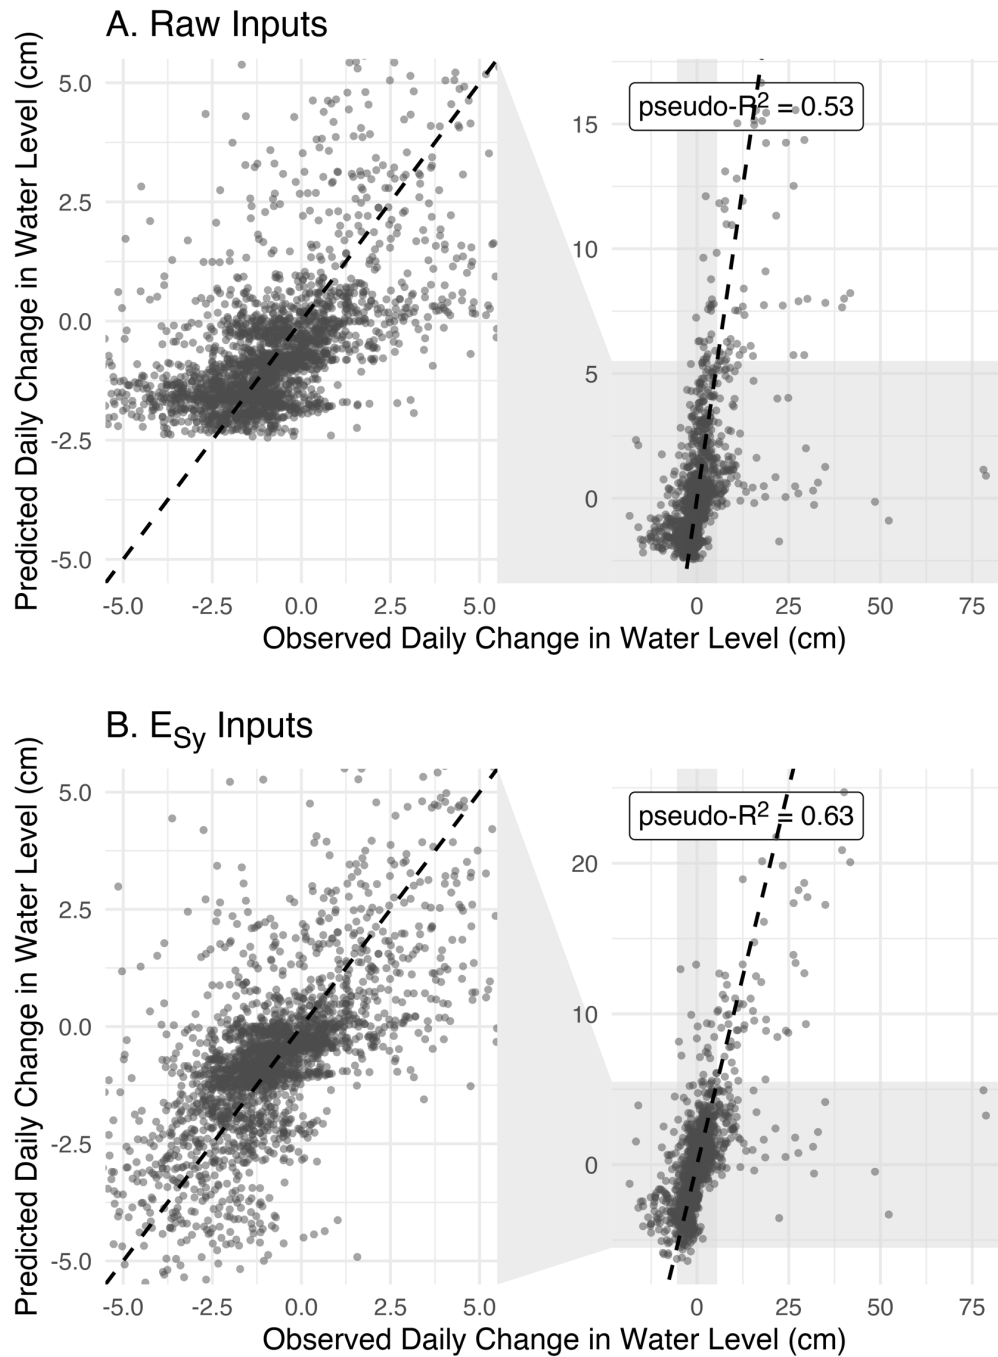 A. Raw Inputs
Predicted Daily Change in Water Level (cm)
5.0
2.5
0.0
-2.5
-5.0
-5.0 -2.5 0.0 2.5 5.0
pseudo-R² = 0.53
15
10
5
0
0 25 50 75
Observed Daily Change in Water Level (cm)
B. E_Sy Inputs
Predicted Daily Change in Water Level (cm)
5.0
2.5
0.0
-2.5
-5.0
-5.0 -2.5 0.0 2.5 5.0
pseudo-R² = 0.63
20
10
0
0 25 50 75
Observed Daily Change in Water Level (cm)